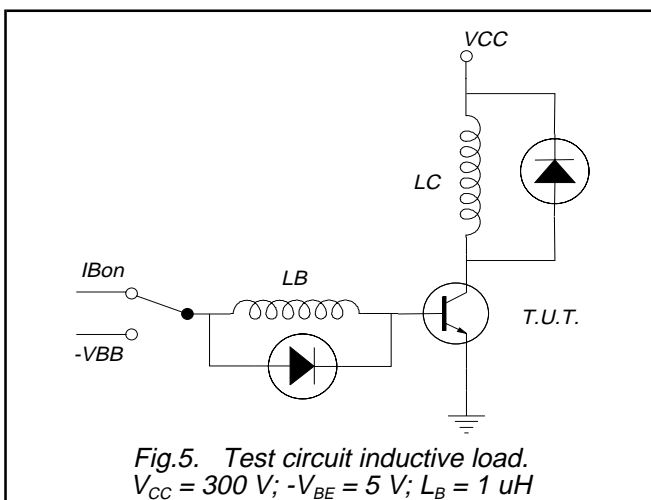 VCC
LC
IBon
LB
T.U.T.
-VBB
Fig.5. Test circuit inductive load.
VCC = 300 V; -VBE = 5 V; LB = 1 uH